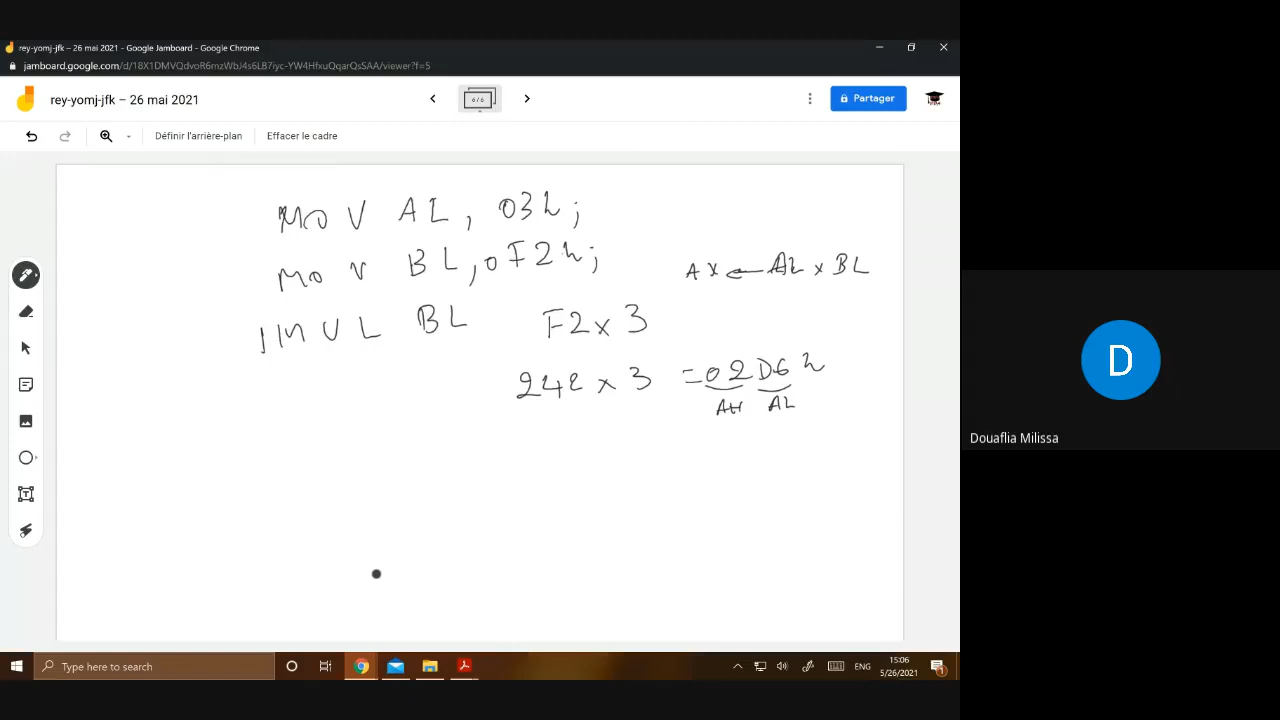 rey-yomj-jfk – 26 mai 2021 - Google Jamboard - Google Chrome
jamboard.google.com/d/18X1DMVQdvoR6mzWbJ4s6LB7iyc-YW4HfxuQqarQsSAA/viewer?f=5
rey-yomj-jfk – 26 mai 2021
6 / 6
Partager
Définir l'arrière-plan
Effacer le cadre
MOV AL, 03h;
MOV BL, 0F2h;
AX ← AL x BL
IMUL BL
F2 x 3
242 x 3 = 02D6h
AH AL
D
Douaflia Milissa
Type here to search
ENG
15:06
5/26/2021
1